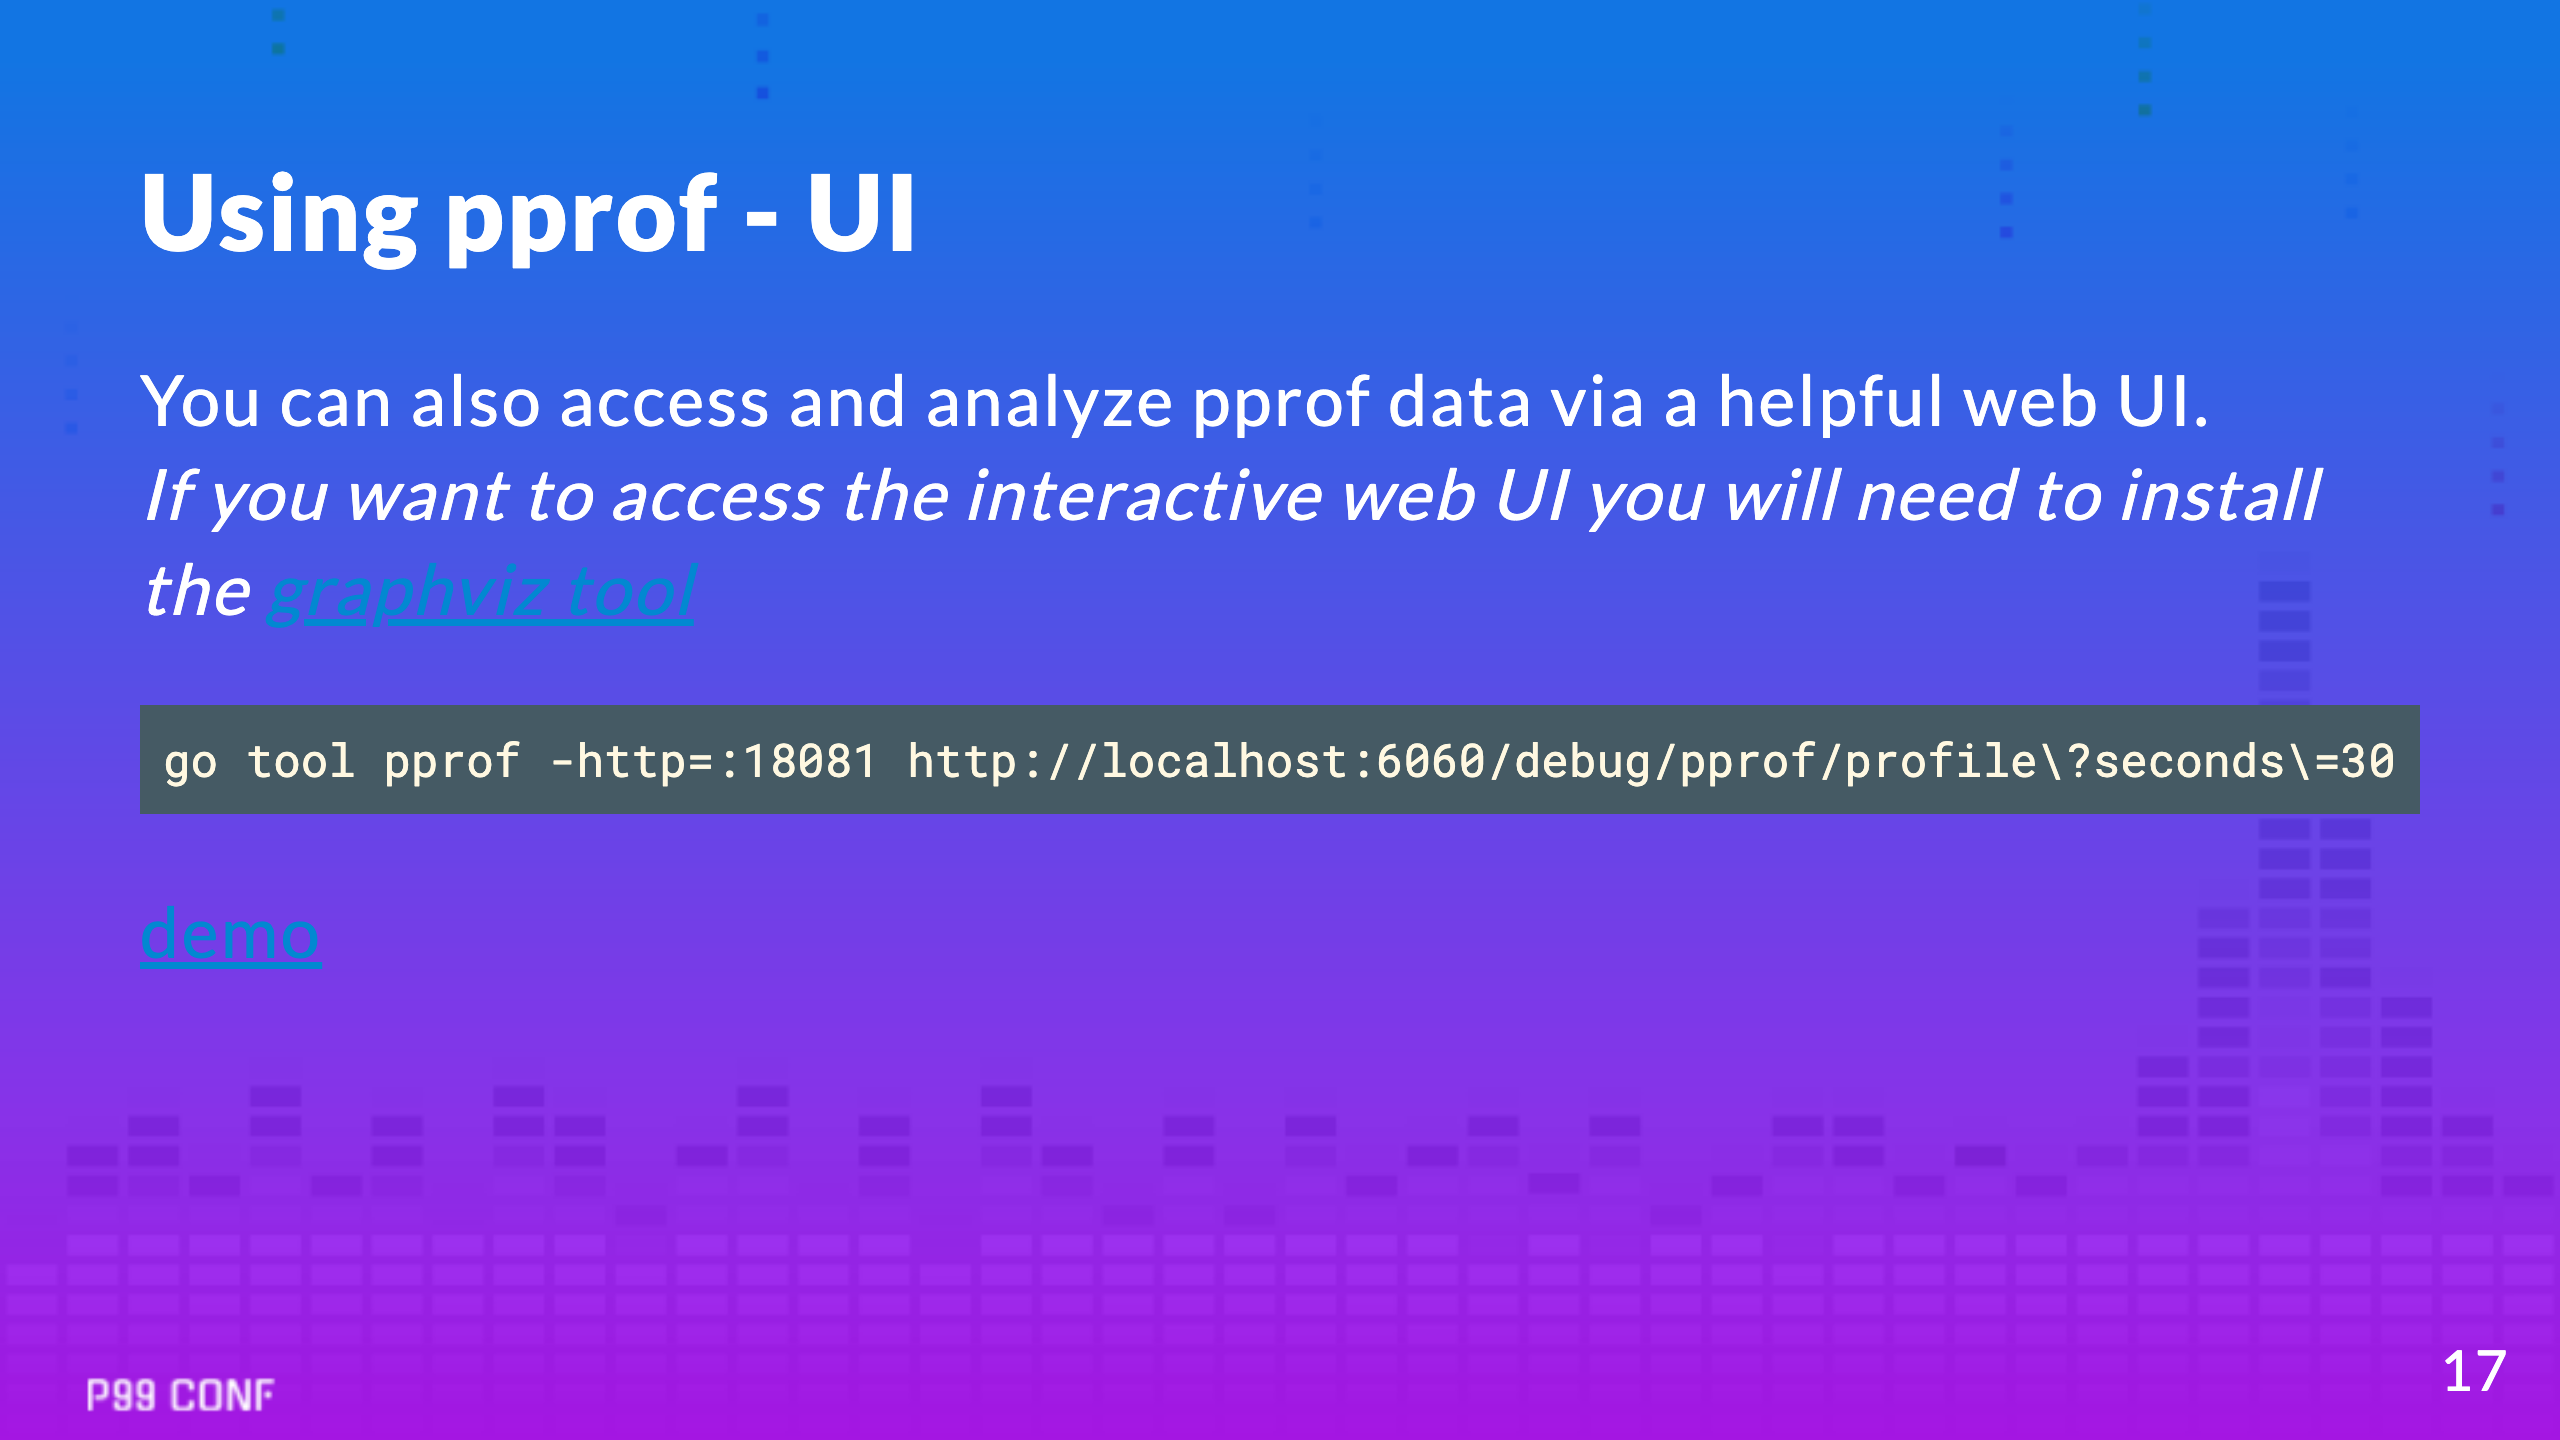 Using pprof - UI
You can also access and analyze pprof data via a helpful web UI.
If you want to access the interactive web UI you will need to install
the graphviz tool
go tool pprof -http=:18081 http://localhost:6060/debug/pprof/profile\?seconds\=30
demo
P99 CONF
17